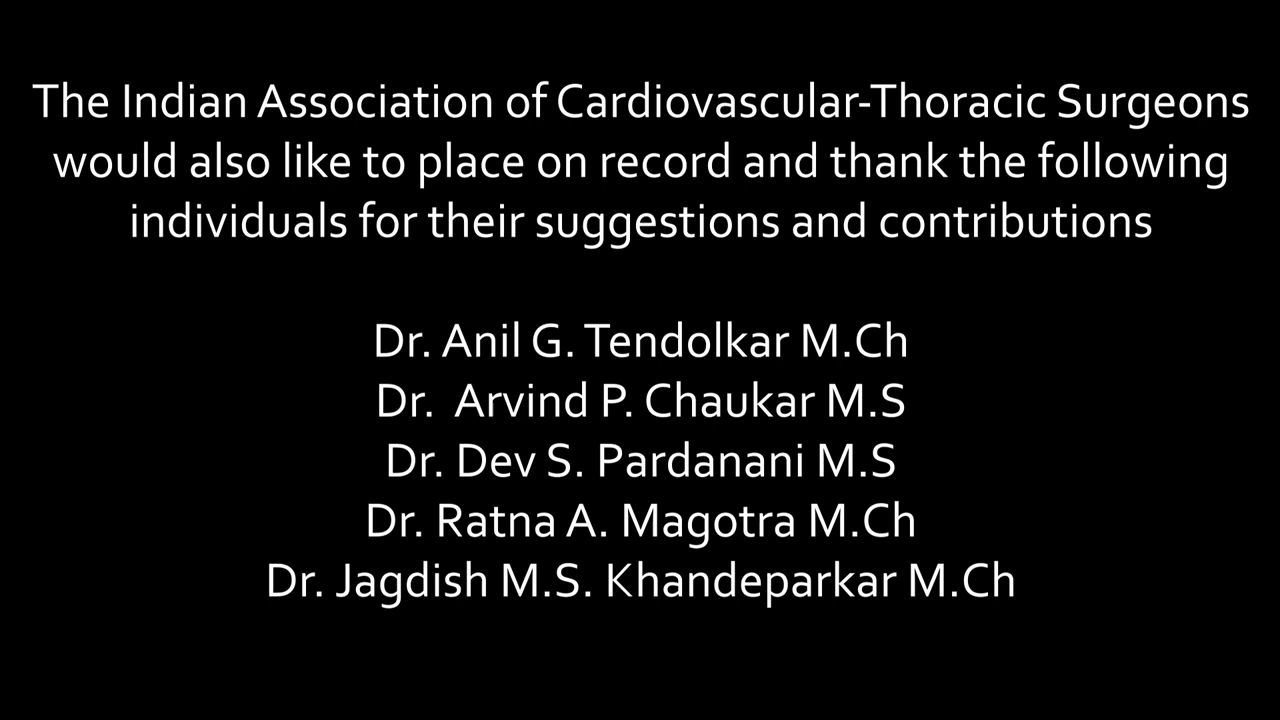 The Indian Association of Cardiovascular-Thoracic Surgeons
would also like to place on record and thank the following
individuals for their suggestions and contributions
Dr. Anil G. Tendolkar M.Ch
Dr.  Arvind P. Chaukar M.S
Dr. Dev S. Pardanani M.S
Dr. Ratna A. Magotra M.Ch
Dr. Jagdish M.S. Khandeparkar M.Ch